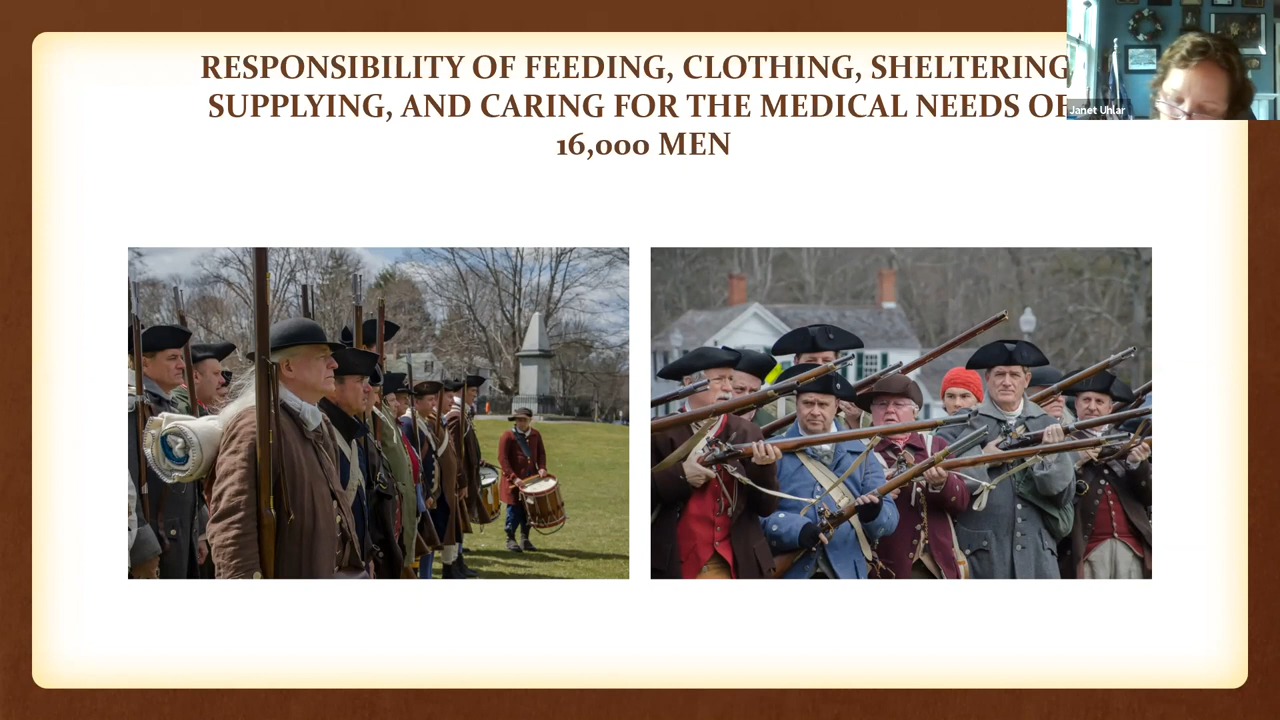 RESPONSIBILITY OF FEEDING, CLOTHING, SHELTERING
SUPPLYING, AND CARING FOR THE MEDICAL NEEDS OF
16,000 MEN
Janet Uhlar